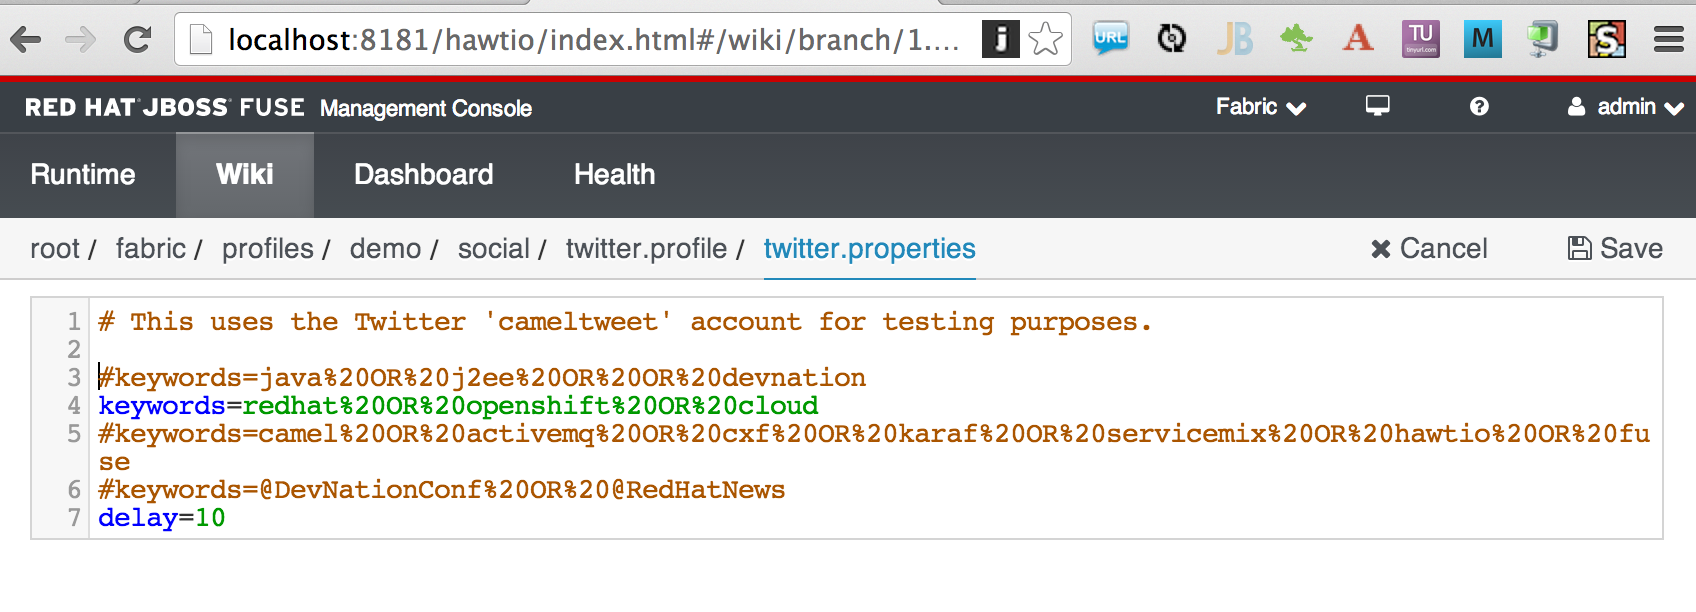 localhost:8181/hawtio/index.html#/wiki/branch/1....
j
URL
JB
A
TU
tinyurl.com
M
S
RED HAT JBOSS FUSE Management Console
Fabric
?
admin
Runtime
Wiki
Dashboard
Health
root / fabric / profiles / demo / social / twitter.profile / twitter.properties
Cancel
Save
1 # This uses the Twitter 'cameltweet' account for testing purposes.
2
3 #keywords=java%20OR%20j2ee%20OR%20OR%20devnation
4 keywords=redhat%20OR%20openshift%20OR%20cloud
5 #keywords=camel%20OR%20activemq%20OR%20cxf%20OR%20karaf%20OR%20servicemix%20OR%20hawtio%20OR%20fu
se
6 #keywords=@DevNationConf%20OR%20@RedHatNews
7 delay=10